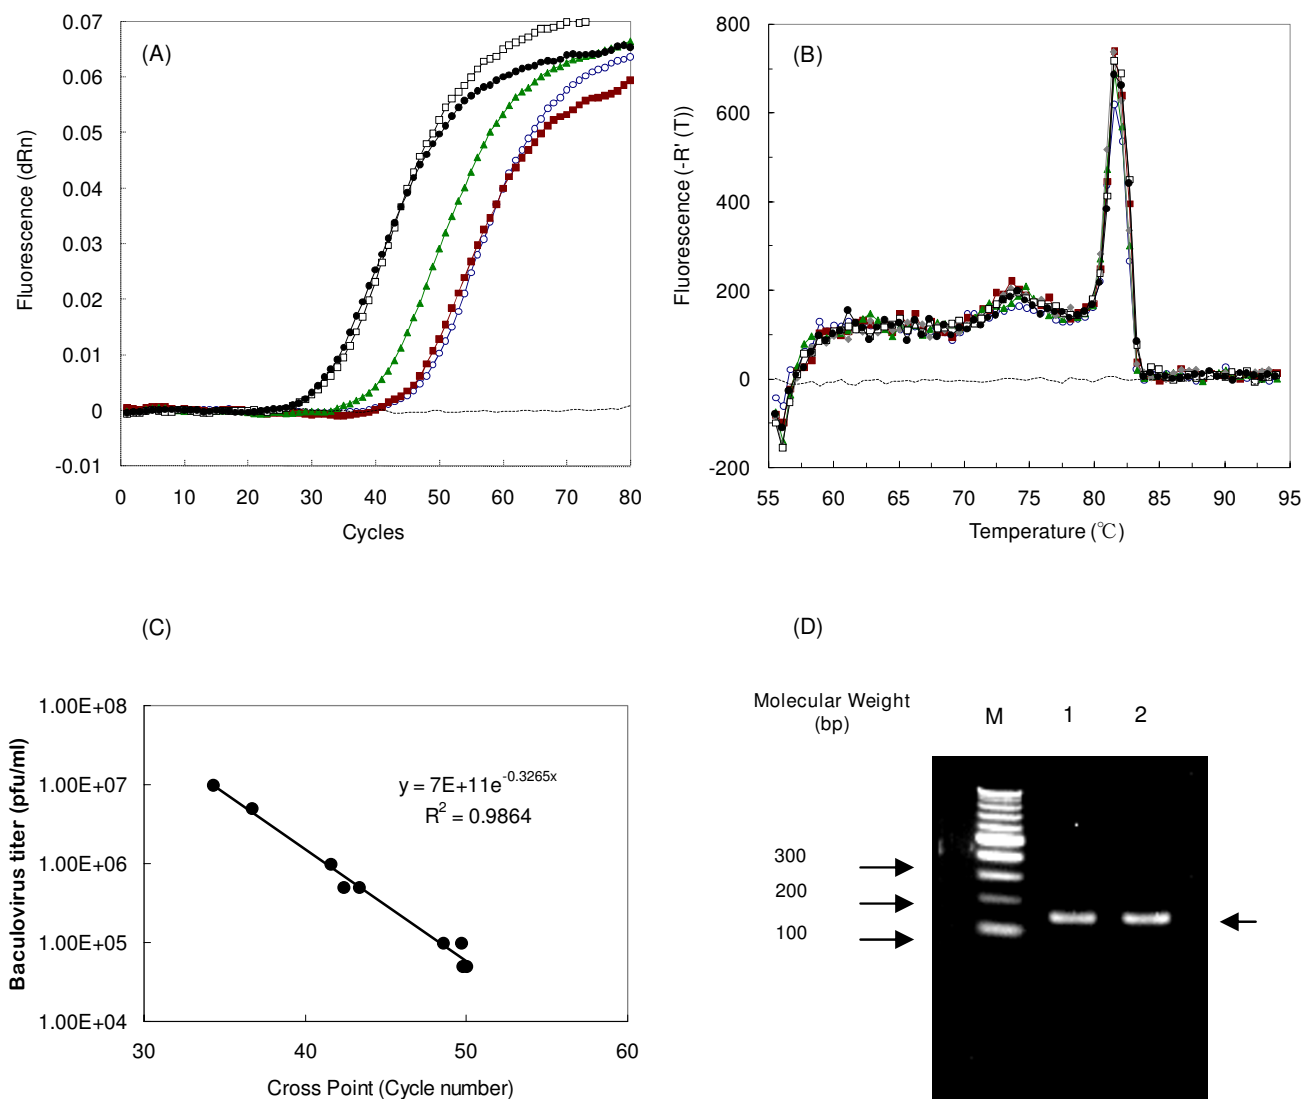 (A)
0.07
0.06
0.05
0.04
0.03
0.02
0.01
0
-0.01
Fluorescence (dRn)
0 10 20 30 40 50 60 70 80
Cycles
(B)
800
600
400
200
0
-200
Fluorescence (-R' (T))
55 60 65 70 75 80 85 90 95
Temperature (℃)
(C)
1.00E+08
1.00E+07
1.00E+06
1.00E+05
1.00E+04
Baculovirus titer (pfu/ml)
y = 7E+11e^-0.3265x
R² = 0.9864
30 40 50 60
Cross Point (Cycle number)
(D)
Molecular Weight
(bp)
M 1 2
300
200
100